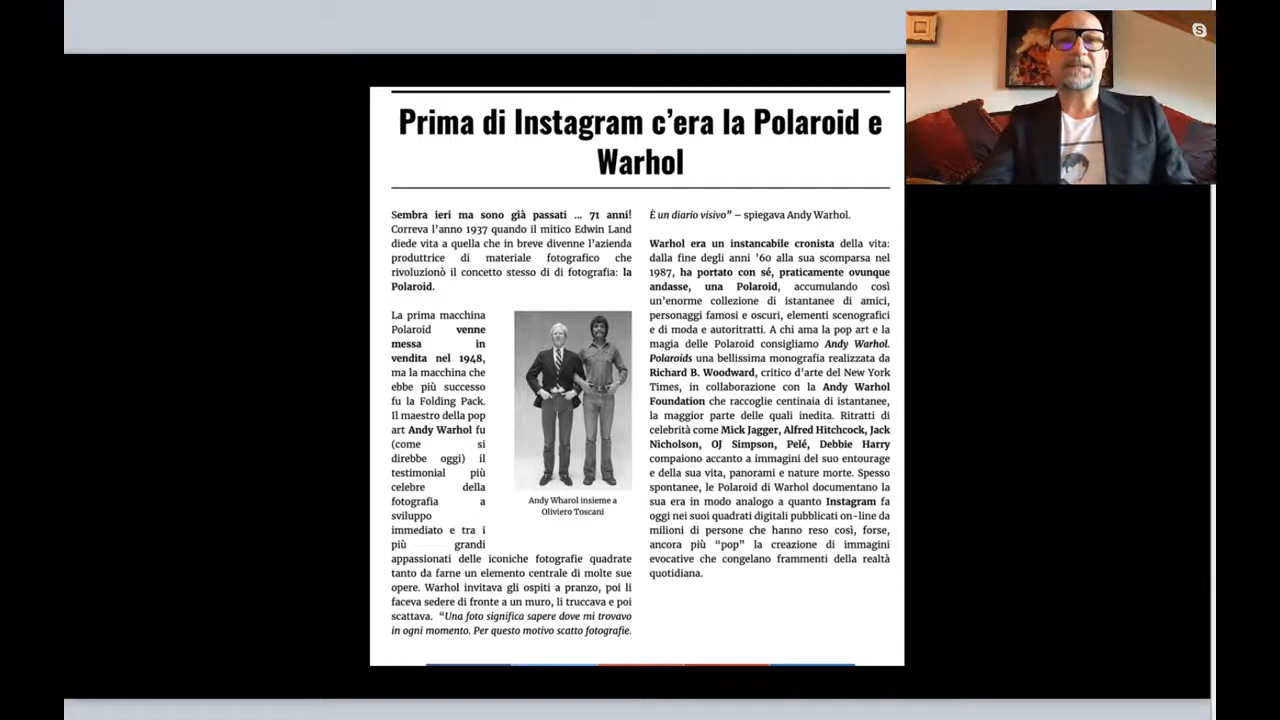 Prima di Instagram c’era la Polaroid e
Warhol
Sembra ieri ma sono già passati ... 71 anni!
Correva l’anno 1937 quando il mitico Edwin Land
diede vita a quella che in breve divenne l’azienda
produttrice di materiale fotografico che
rivoluzionò il concetto stesso di di fotografia: la
Polaroid.
La prima macchina
Polaroid venne
messa in
vendita nel 1948,
ma la macchina che
ebbe più successo
fu la Folding Pack.
Il maestro della pop
art Andy Warhol fu
(come si
direbbe oggi) il
testimonial più
celebre della
fotografia a
sviluppo
immediato e tra i
più grandi
Andy Wharol insieme a
Oliviero Toscani
appassionati delle iconiche fotografie quadrate
tanto da farne un elemento centrale di molte sue
opere. Warhol invitava gli ospiti a pranzo, poi li
faceva sedere di fronte a un muro, li truccava e poi
scattava. “Una foto significa sapere dove mi trovavo
in ogni momento. Per questo motivo scatto fotografie.
È un diario visivo” – spiegava Andy Warhol.
Warhol era un instancabile cronista della vita:
dalla fine degli anni ’60 alla sua scomparsa nel
1987, ha portato con sé, praticamente ovunque
andasse, una Polaroid, accumulando così
un’enorme collezione di istantanee di amici,
personaggi famosi e oscuri, elementi scenografici
e di moda e autoritratti. A chi ama la pop art e la
magia delle Polaroid consigliamo Andy Warhol.
Polaroids una bellissima monografia realizzata da
Richard B. Woodward, critico d’arte del New York
Times, in collaborazione con la Andy Warhol
Foundation che raccoglie centinaia di istantanee,
la maggior parte delle quali inedita. Ritratti di
celebrità come Mick Jagger, Alfred Hitchcock, Jack
Nicholson, OJ Simpson, Pelé, Debbie Harry
compaiono accanto a immagini del suo entourage
e della sua vita, panorami e nature morte. Spesso
spontanee, le Polaroid di Warhol documentano la
sua era in modo analogo a quanto Instagram fa
oggi nei suoi quadrati digitali pubblicati on-line da
milioni di persone che hanno reso così, forse,
ancora più “pop” la creazione di immagini
evocative che congelano frammenti della realtà
quotidiana.
S